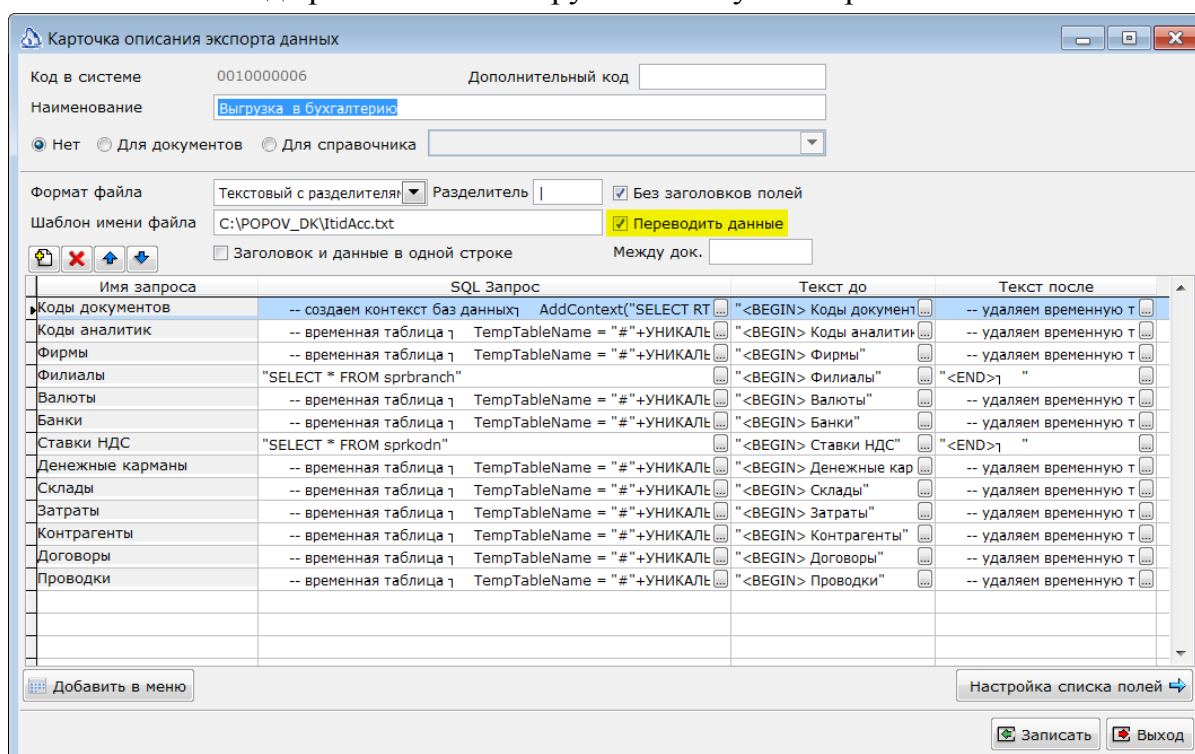 Карточка описания экспорта данных
Код в системе 0010000006 Дополнительный код
Наименование Выгрузка в бухгалтерию
Нет Для документов Для справочника
Формат файла Текстовый с разделителям Разделитель | Без заголовков полей
Шаблон имени файла C:\POPOV_DK\ItidAcc.txt Переводить данные
Заголовок и данные в одной строке Между док.
Имя запроса SQL Запрос Текст до Текст после
Коды документов -- создаем контекст баз данных┐ AddContext("SELECT RT ... "<BEGIN> Коды документ ... -- удаляем временную т ...
Коды аналитик -- временная таблица ┐ TempTableName = "#"+УНИКАЛЬ ... "<BEGIN> Коды аналитик ... -- удаляем временную т ...
Фирмы -- временная таблица ┐ TempTableName = "#"+УНИКАЛЬ ... "<BEGIN> Фирмы" ... -- удаляем временную т ...
Филиалы "SELECT * FROM sprbranch" ... "<BEGIN> Филиалы" ... "<END>┐ " ...
Валюты -- временная таблица ┐ TempTableName = "#"+УНИКАЛЬ ... "<BEGIN> Валюты" ... -- удаляем временную т ...
Банки -- временная таблица ┐ TempTableName = "#"+УНИКАЛЬ ... "<BEGIN> Банки" ... -- удаляем временную т ...
Ставки НДС "SELECT * FROM sprkodn" ... "<BEGIN> Ставки НДС" ... "<END>┐ " ...
Денежные карманы -- временная таблица ┐ TempTableName = "#"+УНИКАЛЬ ... "<BEGIN> Денежные кар ... -- удаляем временную т ...
Склады -- временная таблица ┐ TempTableName = "#"+УНИКАЛЬ ... "<BEGIN> Склады" ... -- удаляем временную т ...
Затраты -- временная таблица ┐ TempTableName = "#"+УНИКАЛЬ ... "<BEGIN> Затраты" ... -- удаляем временную т ...
Контрагенты -- временная таблица ┐ TempTableName = "#"+УНИКАЛЬ ... "<BEGIN> Контрагенты" ... -- удаляем временную т ...
Договоры -- временная таблица ┐ TempTableName = "#"+УНИКАЛЬ ... "<BEGIN> Договоры" ... -- удаляем временную т ...
Проводки -- временная таблица ┐ TempTableName = "#"+УНИКАЛЬ ... "<BEGIN> Проводки" ... -- удаляем временную т ...
Добавить в меню Настройка списка полей
Записать Выход